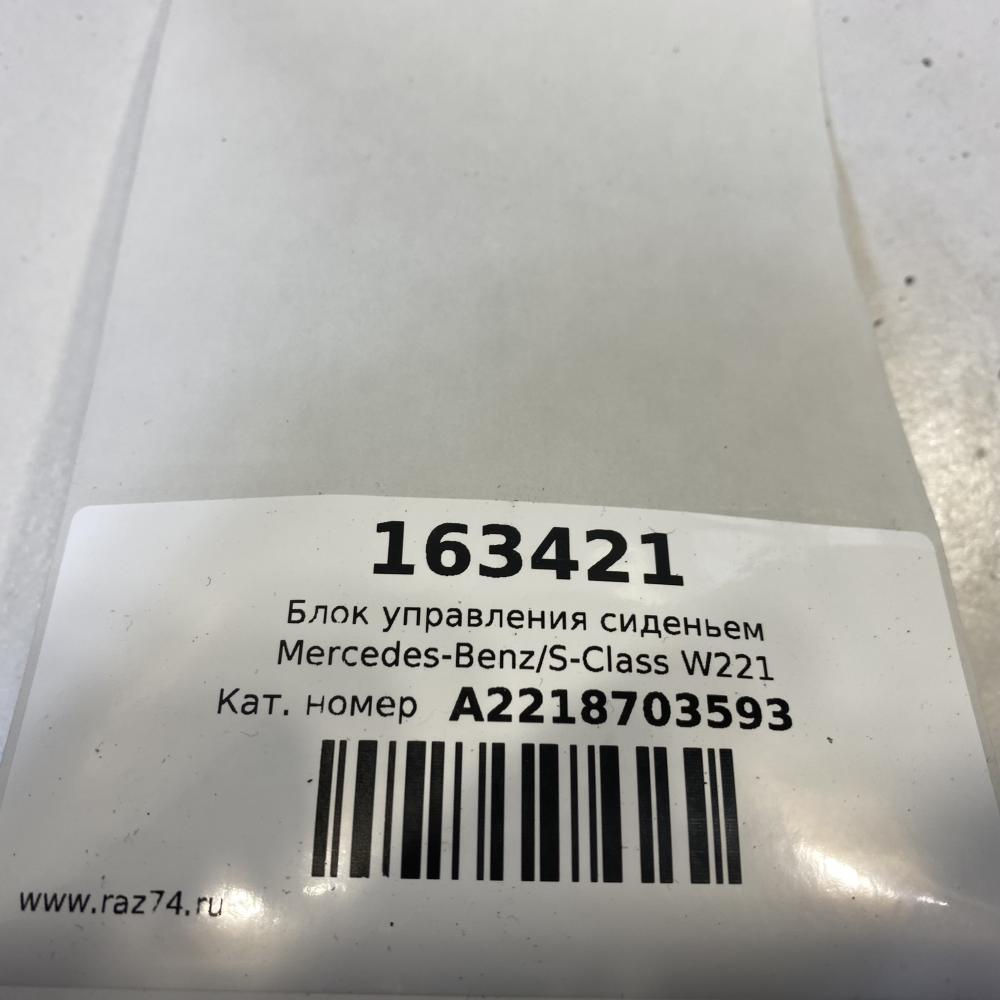 163421
Блок управления сиденьем
Mercedes-Benz/S-Class W221
Кат. номер A2218703593
www.raz74.ru